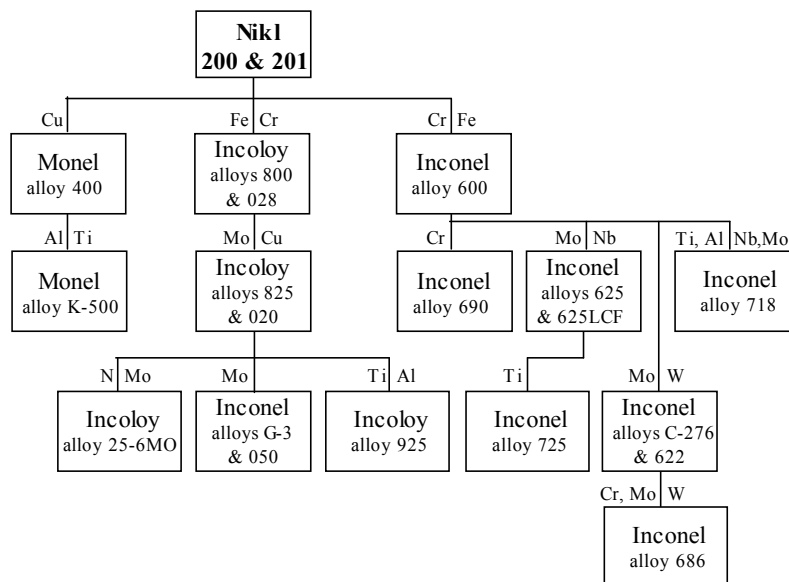 Nikl
200 & 201
Cu
Fe Cr
Cr Fe
Monel
alloy 400
Incoloy
alloys 800
& 028
Inconel
alloy 600
Al Ti
Mo Cu
Cr
Mo Nb
Ti, Al Nb,Mo
Monel
alloy K-500
Incoloy
alloys 825
& 020
Inconel
alloy 690
Inconel
alloys 625
& 625LCF
Inconel
alloy 718
N Mo
Mo
Ti Al
Ti
Mo W
Incoloy
alloy 25-6MO
Inconel
alloys G-3
& 050
Incoloy
alloy 925
Inconel
alloy 725
Inconel
alloys C-276
& 622
Cr, Mo W
Inconel
alloy 686